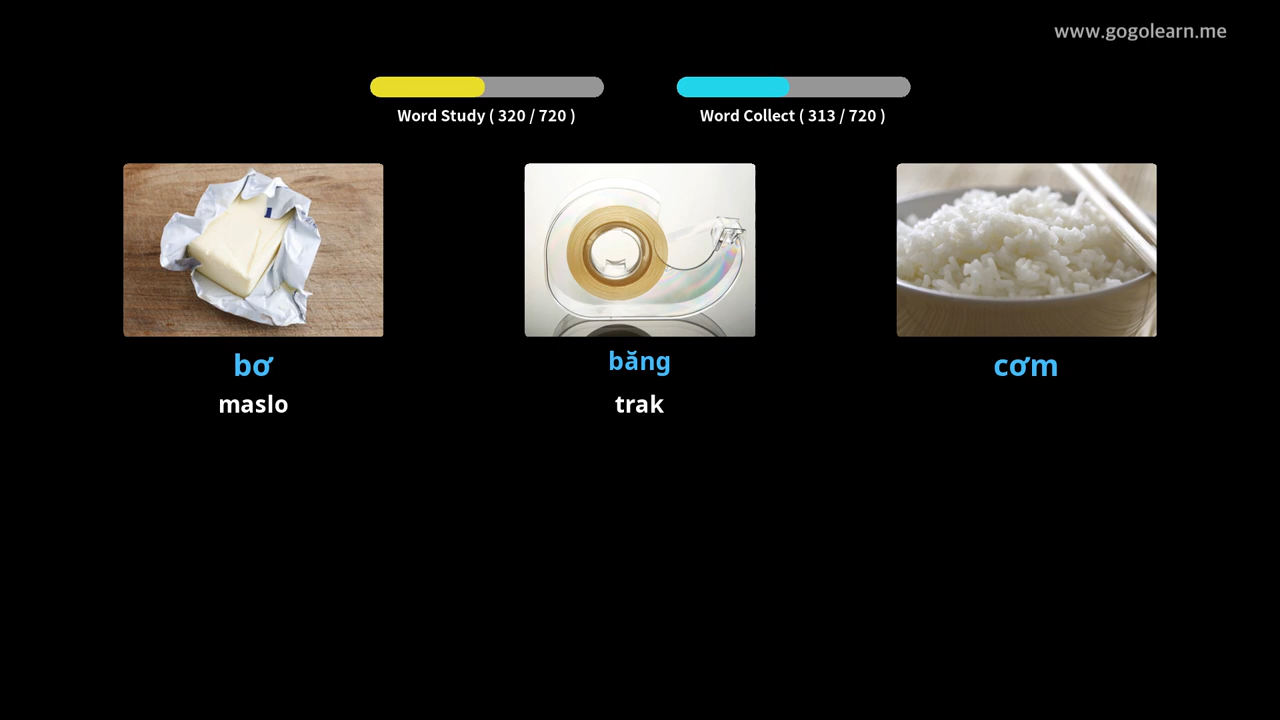 www.gogolearn.me
Word Study ( 320 / 720 )
Word Collect ( 313 / 720 )
bơ
băng
cơm
maslo
trak